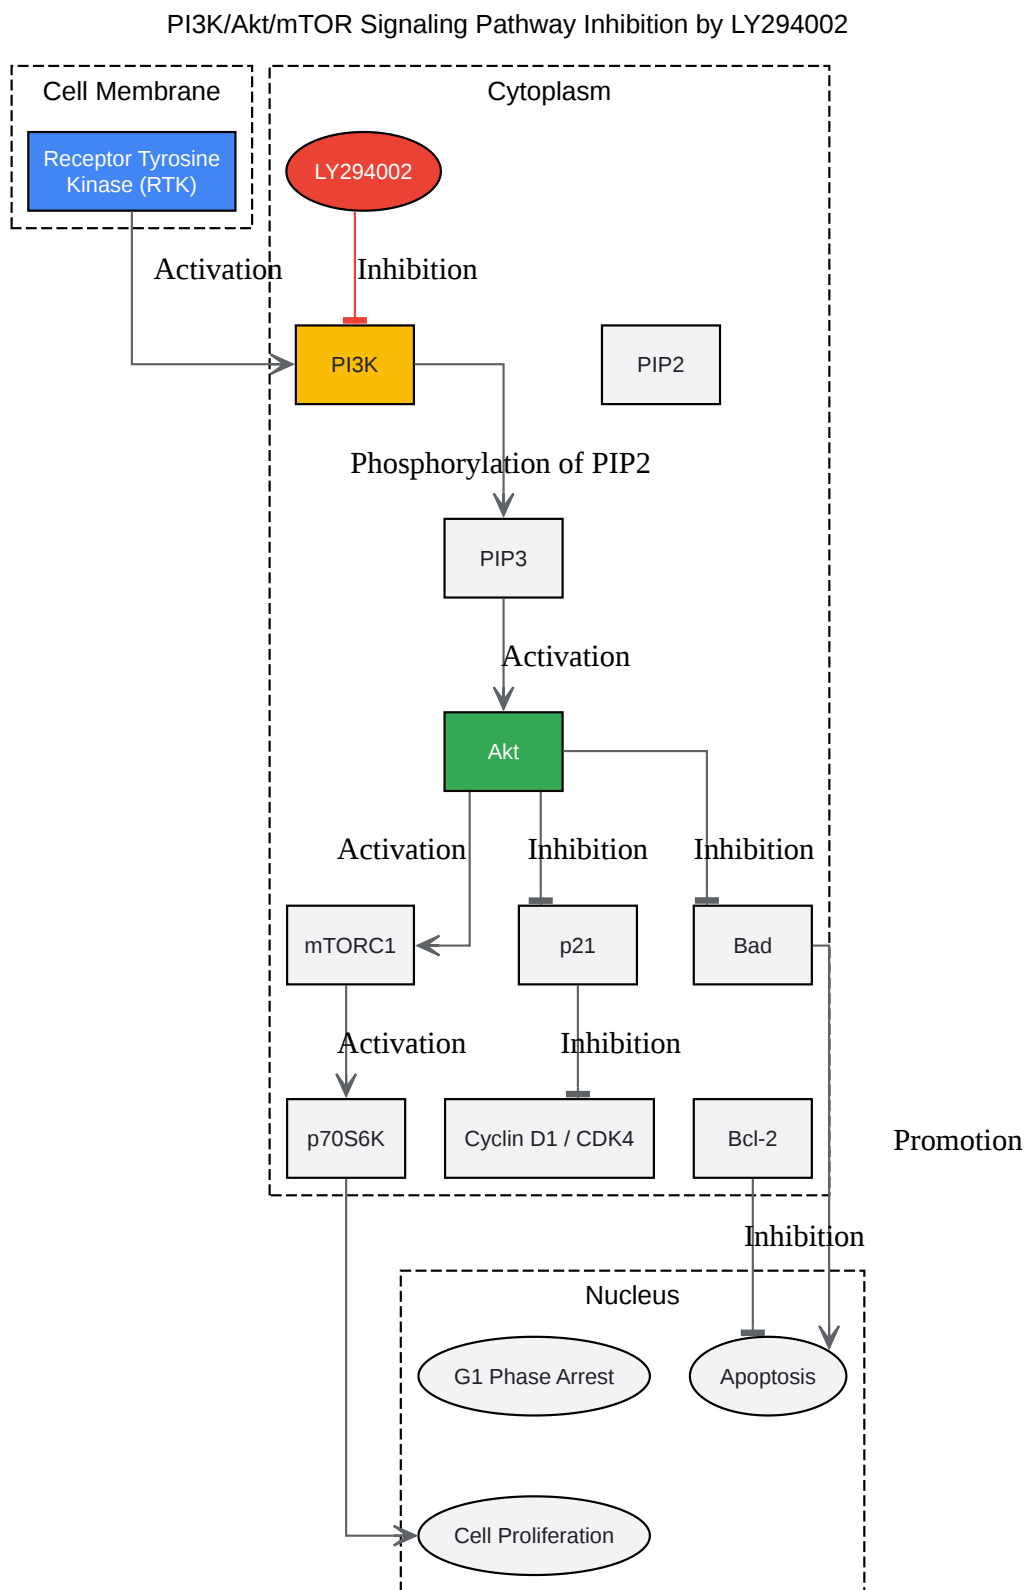 PI3K/Akt/mTOR Signaling Pathway Inhibition by LY294002
Cell Membrane
Cytoplasm
Receptor Tyrosine
Kinase (RTK)
LY294002
Activation
Inhibition
PI3K
PIP2
Phosphorylation of PIP2
PIP3
Activation
Akt
Activation
Inhibition
Inhibition
mTORC1
p21
Bad
Activation
Inhibition
p70S6K
Cyclin D1 / CDK4
Bcl-2
Promotion
Inhibition
Nucleus
G1 Phase Arrest
Apoptosis
Cell Proliferation